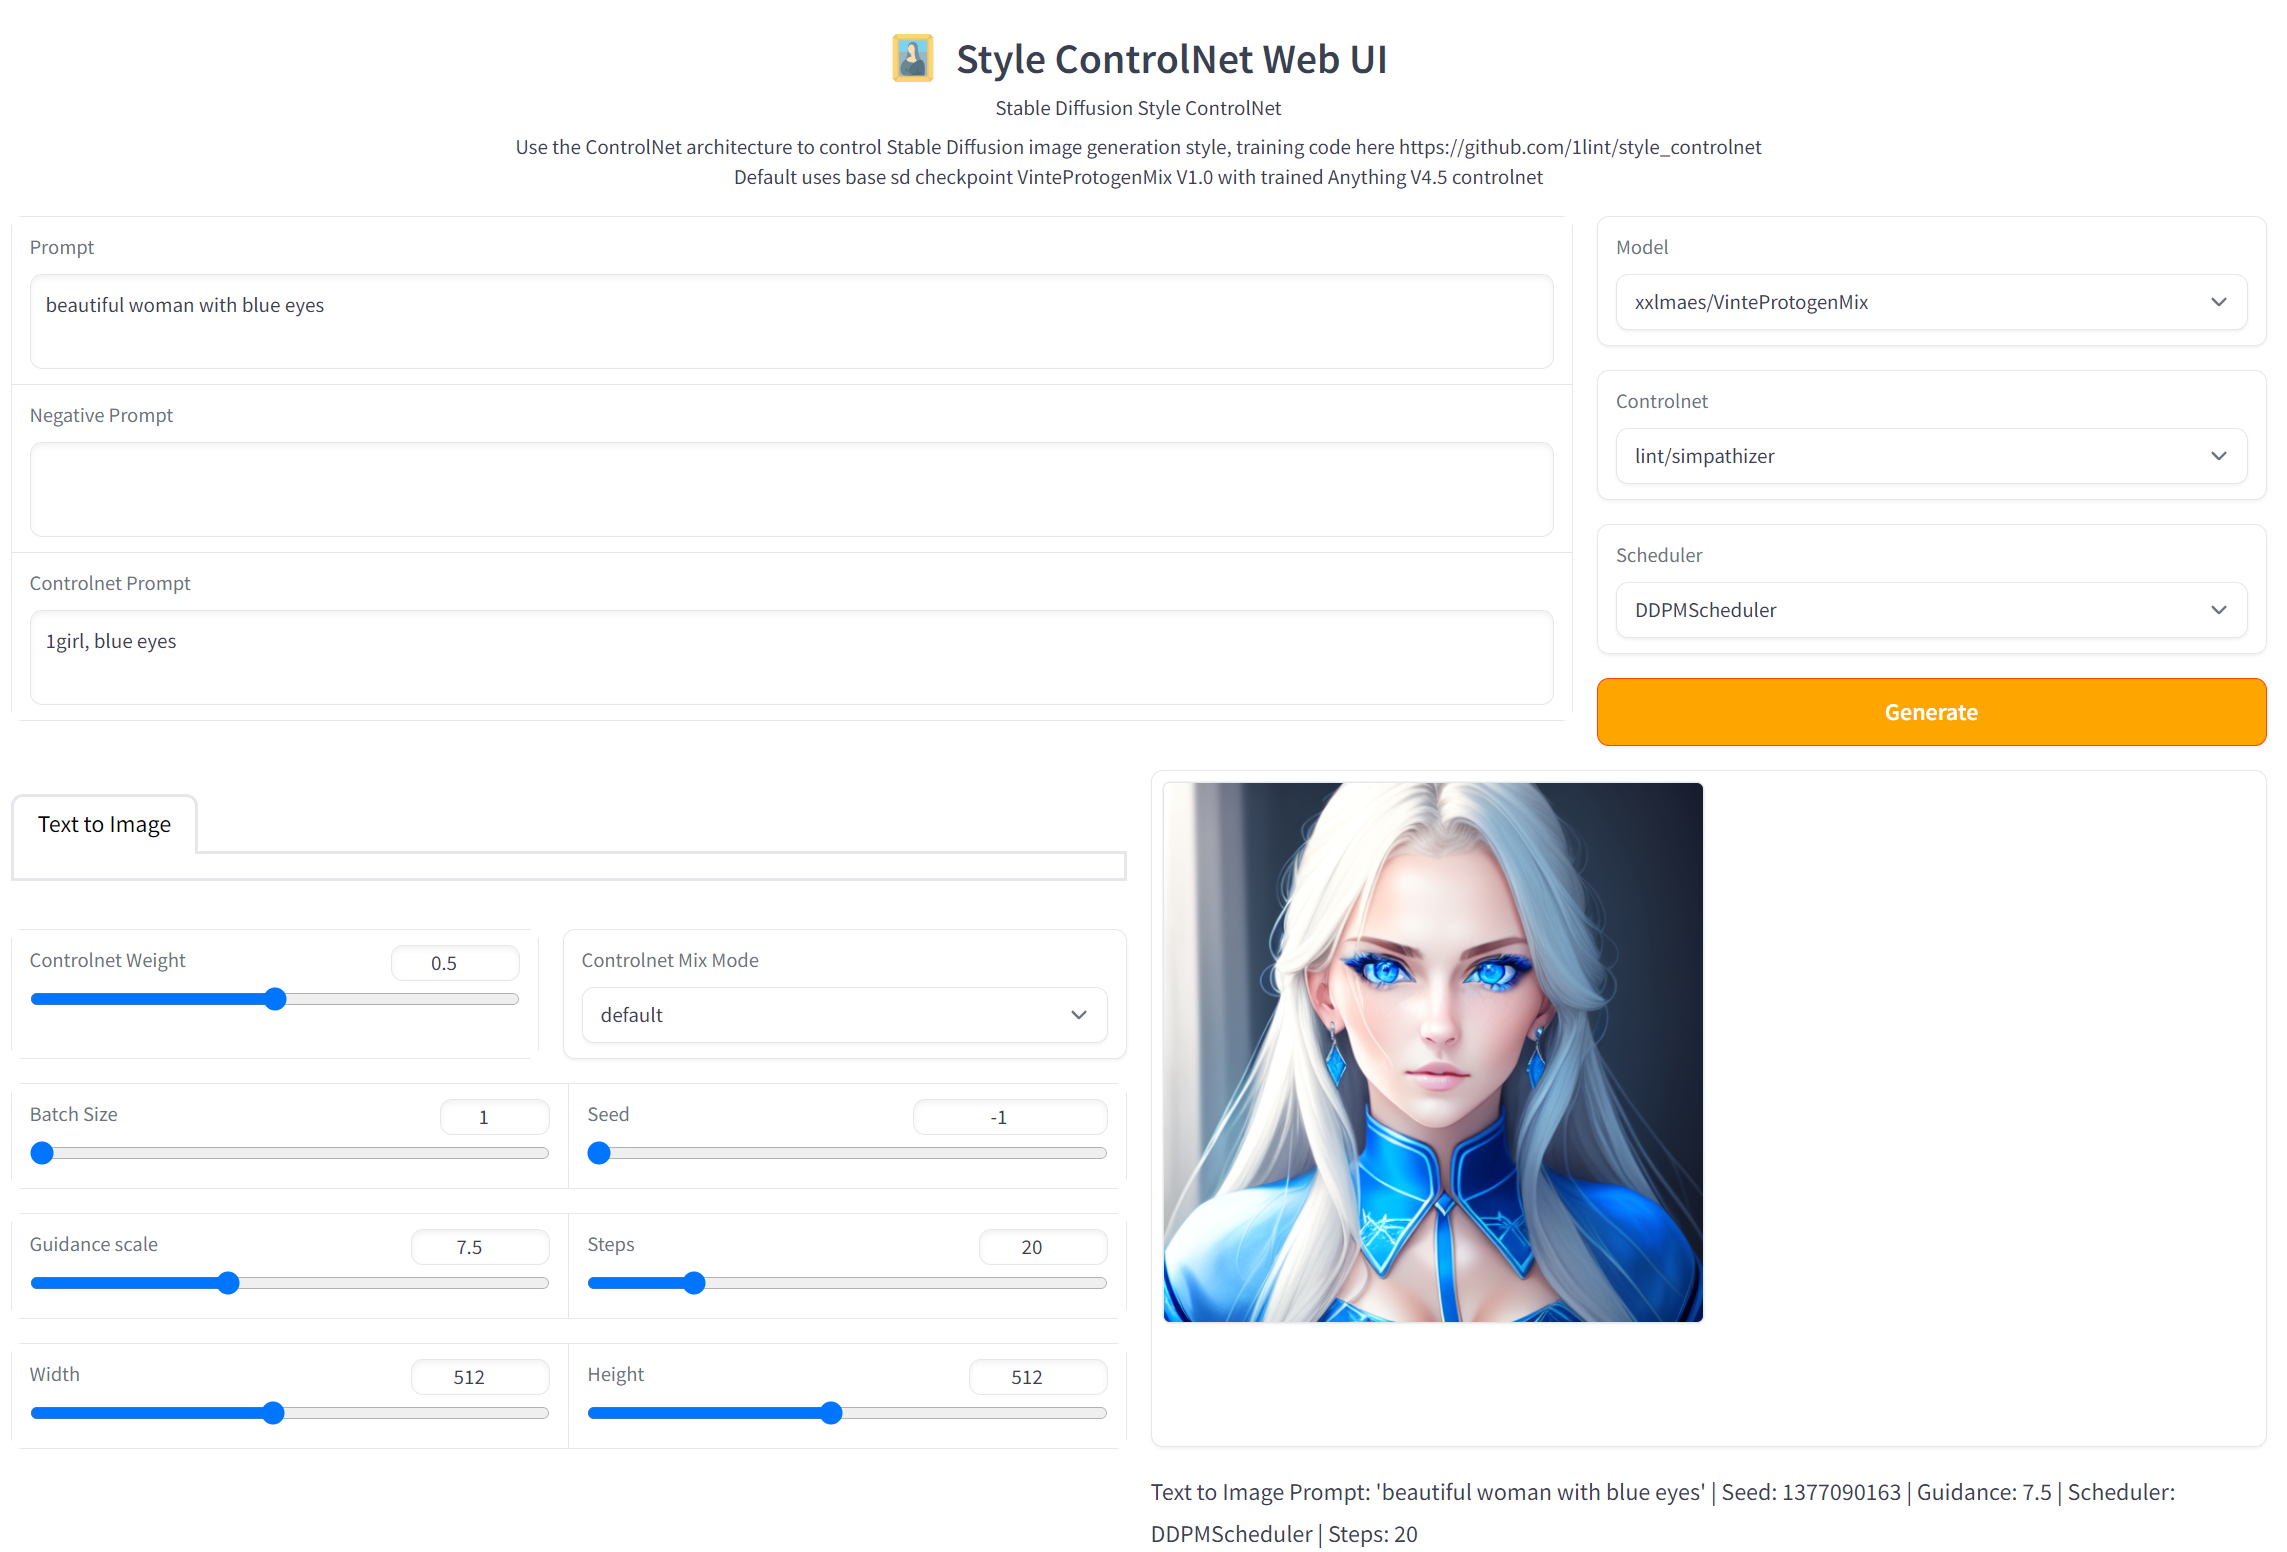 Style ControlNet Web UI
Stable Diffusion Style ControlNet
Use the ControlNet architecture to control Stable Diffusion image generation style, training code here https://github.com/1lint/style_controlnet
Default uses base sd checkpoint VinteProtogenMix V1.0 with trained Anything V4.5 controlnet
Prompt
beautiful woman with blue eyes
Negative Prompt
Controlnet Prompt
1girl, blue eyes
Model
xxlmaes/VinteProtogenMix
Controlnet
lint/simpathizer
Scheduler
DDPMScheduler
Generate
Text to Image
Controlnet Weight
0.5
Controlnet Mix Mode
default
Batch Size
1
Seed
-1
Guidance scale
7.5
Steps
20
Width
512
Height
512
Text to Image Prompt: 'beautiful woman with blue eyes' | Seed: 1377090163 | Guidance: 7.5 | Scheduler:
DDPMScheduler | Steps: 20